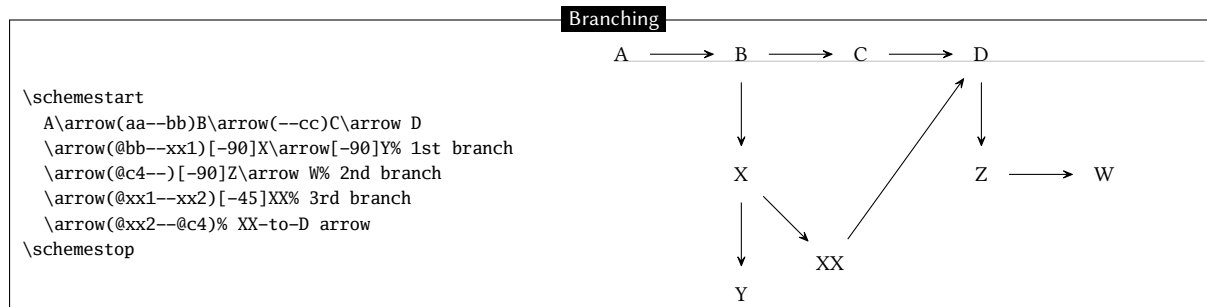 Branching
\schemestart
A\arrow(aa--bb)B\arrow(--cc)C\arrow D
\arrow(@bb--xx1)[-90]X\arrow[-90]Y% 1st branch
\arrow(@c4--)[-90]Z\arrow W% 2nd branch
\arrow(@xx1--xx2)[-45]XX% 3rd branch
\arrow(@xx2--@c4)% XX-to-D arrow
\schemestop
A B C D
X Z W
XX
Y